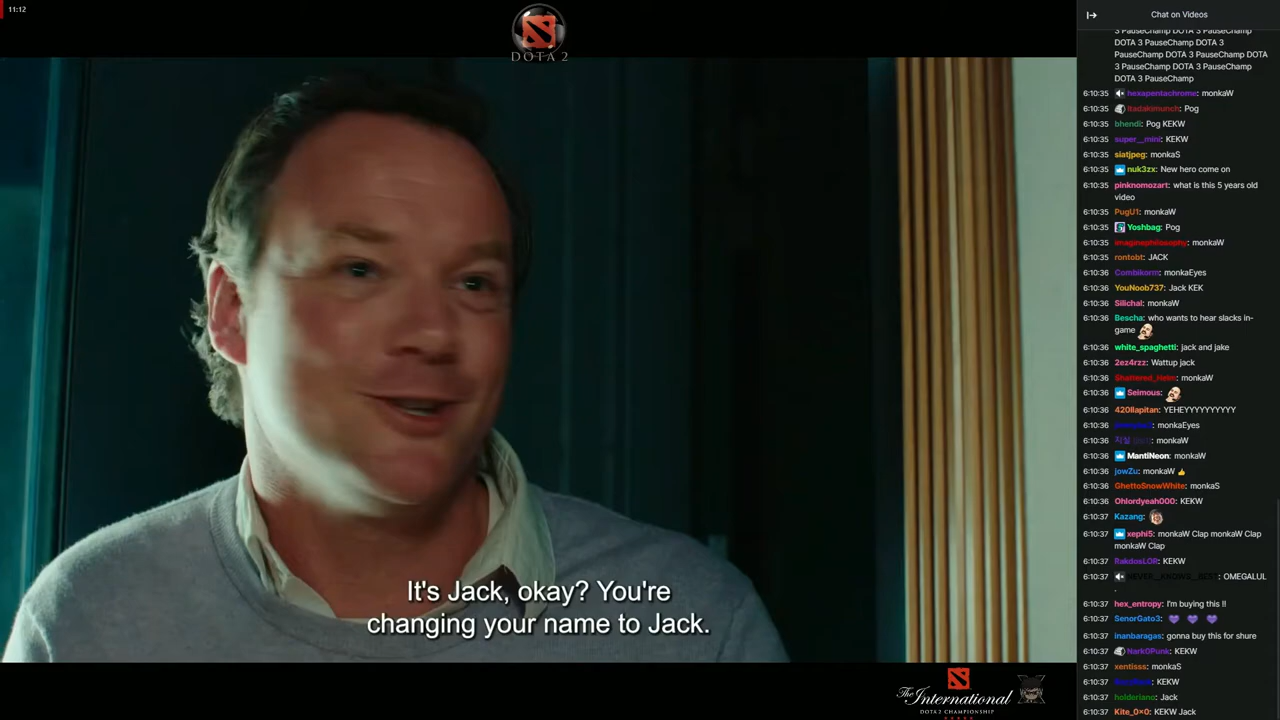 11:12
DOTA 2
It's Jack, okay? You're
changing your name to Jack.
The International
DOTA 2 CHAMPIONSHIP
Chat on Videos
3 PauseChamp DOTA 3 PauseChamp
DOTA 3 PauseChamp DOTA 3
PauseChamp DOTA 3 PauseChamp DOTA
3 PauseChamp DOTA 3 PauseChamp
DOTA 3 PauseChamp
6:10:35 hexapentachrome: monkaW
6:10:35 itadakimunch: Pog
6:10:35 bhendi: Pog KEKW
6:10:35 super__mini: KEKW
6:10:35 siatjpeg: monkaS
6:10:35 nuk3zx: New hero come on
6:10:35 pinknomozart: what is this 5 years old
video
6:10:35 PugU1: monkaW
6:10:35 Yoshbag: Pog
6:10:35 imaginephilosophy: monkaW
6:10:35 rontobt: JACK
6:10:36 Combikorm: monkaEyes
6:10:36 YouNoob737: Jack KEK
6:10:36 Silichal: monkaW
6:10:36 Bescha: who wants to hear slacks in-
game
6:10:36 white_spaghetti: jack and jake
6:10:36 2ez4rzz: Wattup jack
6:10:36 Shattered_Helm: monkaW
6:10:36 Seimous:
6:10:36 420llapitan: YEHEYYYYYYYYYY
6:10:36 monkaEyes
6:10:36 monkaW
6:10:36 MantiNeon: monkaW
6:10:36 jowZu: monkaW
6:10:36 GhettoSnowWhite: monkaS
6:10:36 Ohlordyeah000: KEKW
6:10:37 Kazang:
6:10:37 xephi5: monkaW Clap monkaW Clap
monkaW Clap
6:10:37 RakdosLOR: KEKW
6:10:37 OMEGALUL
.
6:10:37 hex_entropy: I'm buying this !!
6:10:37 SenorGato3:
6:10:37 inanbaragas: gonna buy this for shure
6:10:37 Nark0Punk: KEKW
6:10:37 xentisss: monkaS
6:10:37 KEKW
6:10:37 holderiano: Jack
6:10:37 Kite_0×0: KEKW Jack